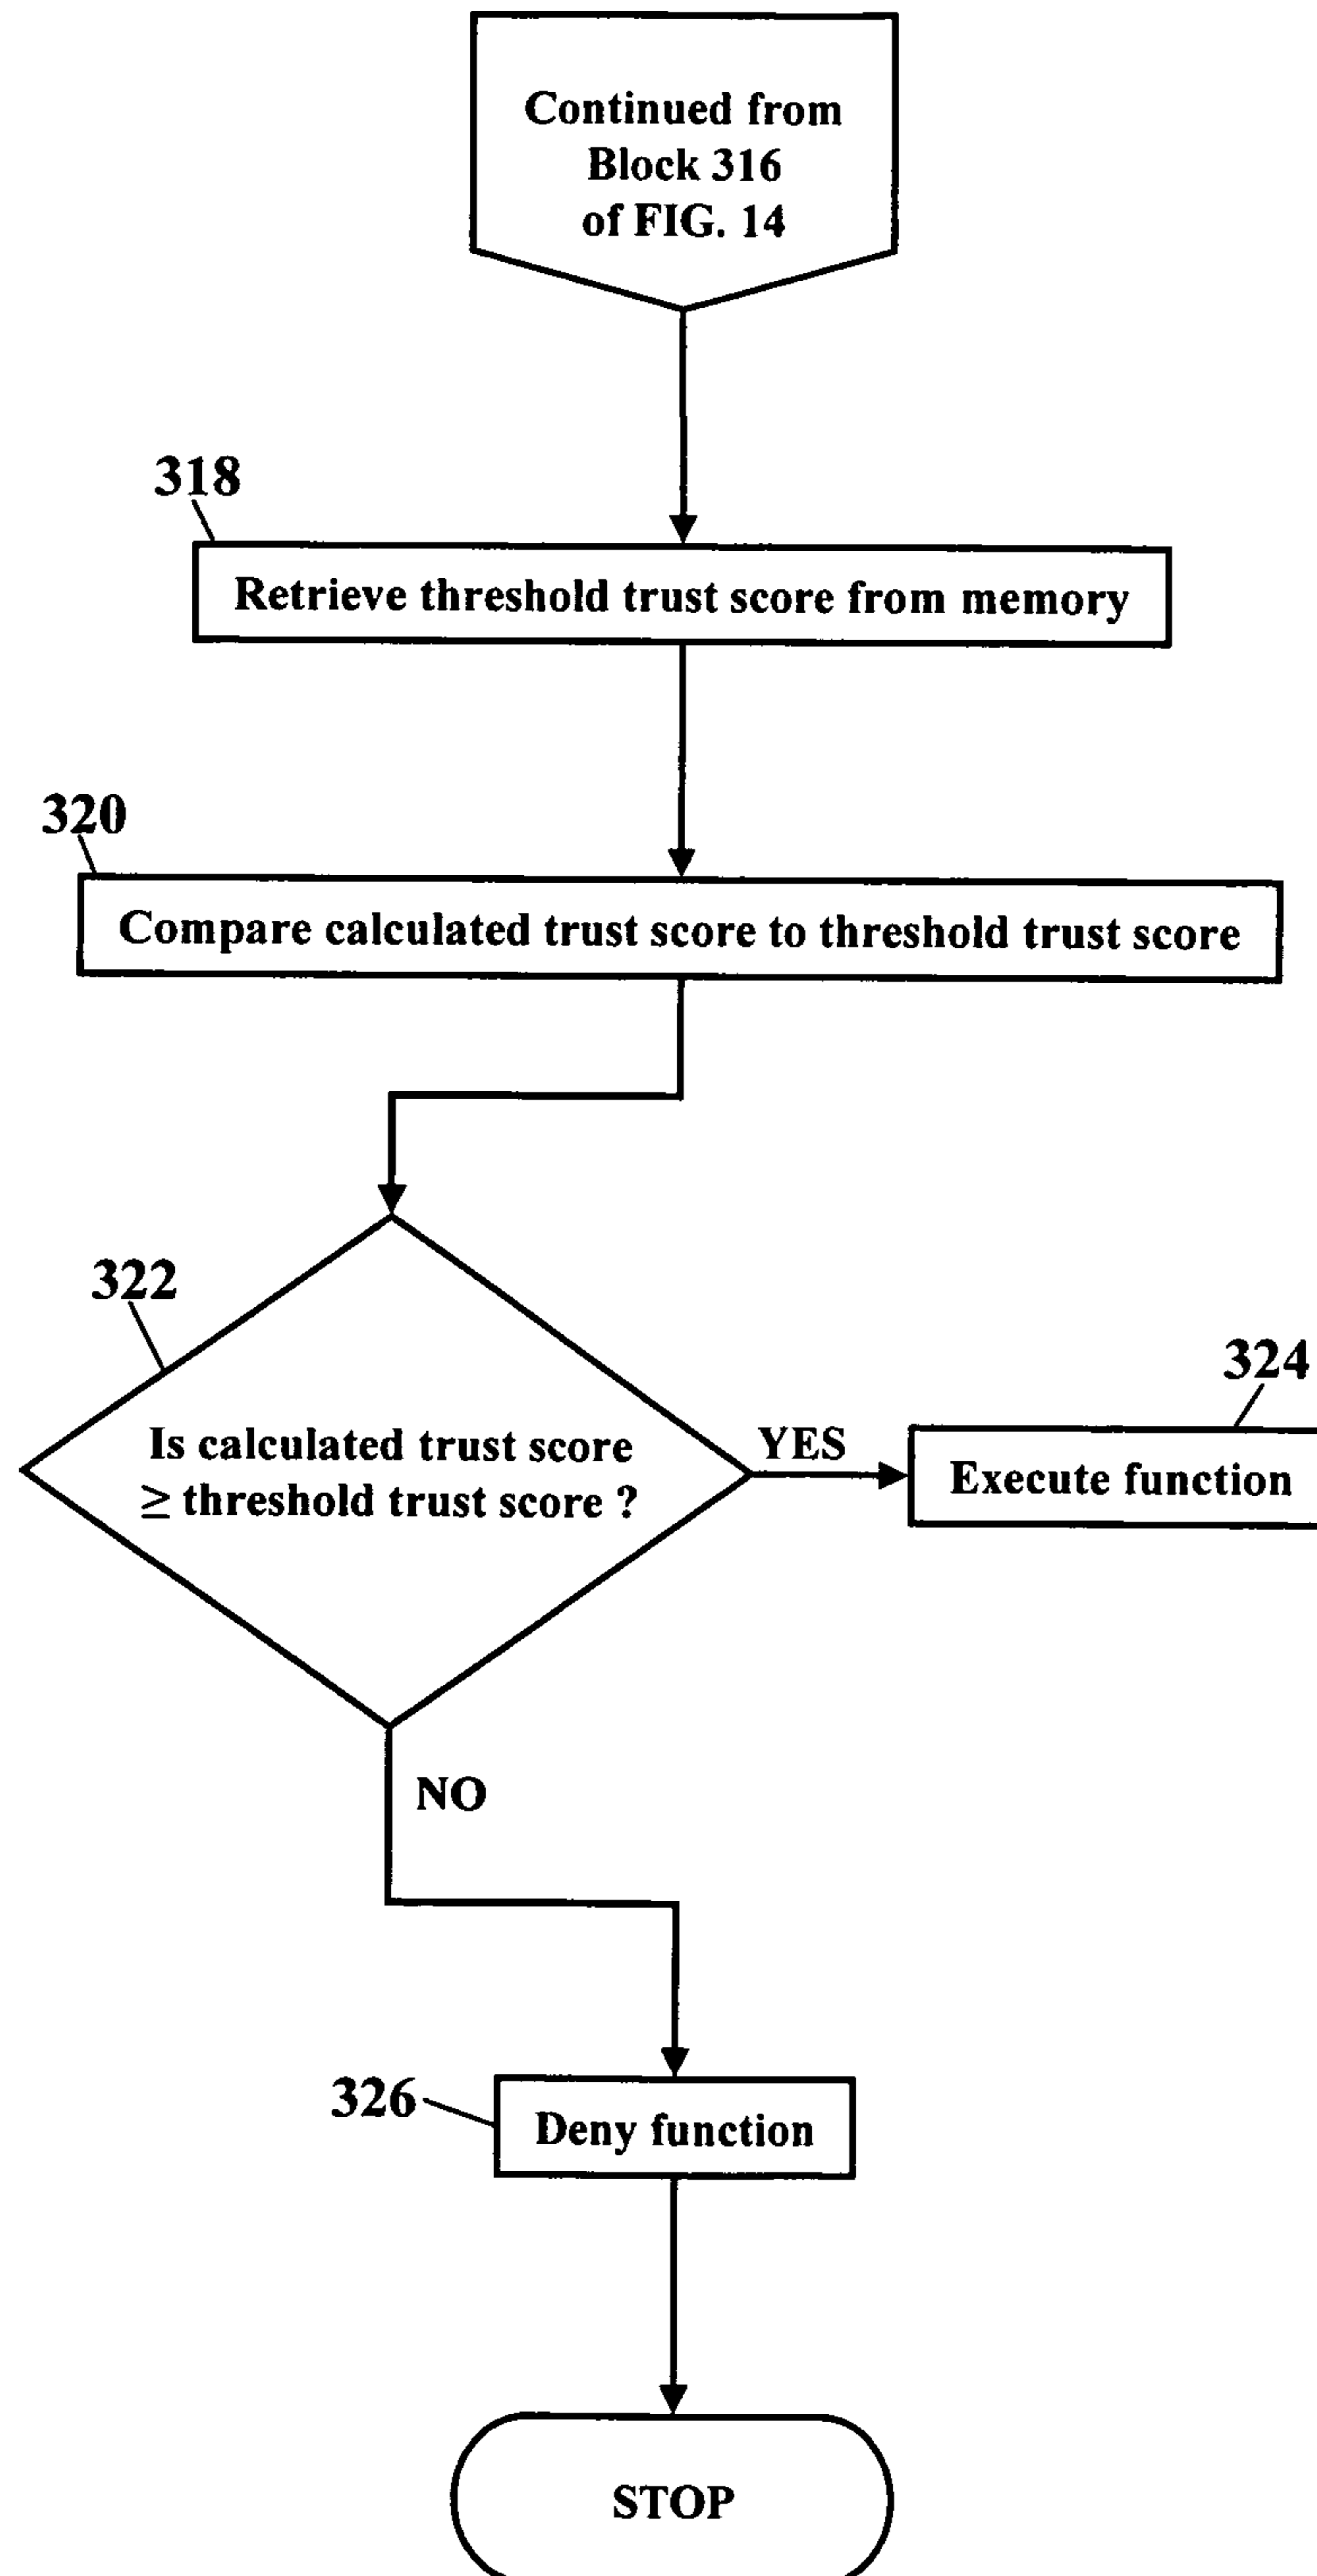 Continued from
Block 316
of FIG. 14
318
Retrieve threshold trust score from memory
320
Compare calculated trust score to threshold trust score
322
Is calculated trust score
≥ threshold trust score ?
YES
324
Execute function
NO
326
Deny function
STOP